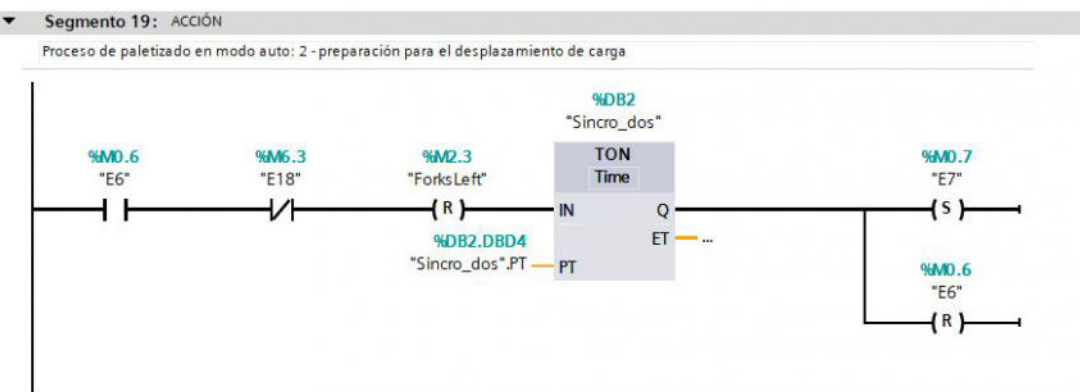 Segmento 19: ACCIÓN
Proceso de paletizado en modo auto: 2 - preparación para el desplazamiento de carga
%DB2
"Sincro_dos"
%M0.6
"E6"
%M6.3
"E18"
%M2.3
"ForksLeft"
R
TON
Time
IN
Q
ET
...
%DB2.DBD4
"Sincro_dos".PT
PT
%M0.7
"E7"
S
%M0.6
"E6"
R